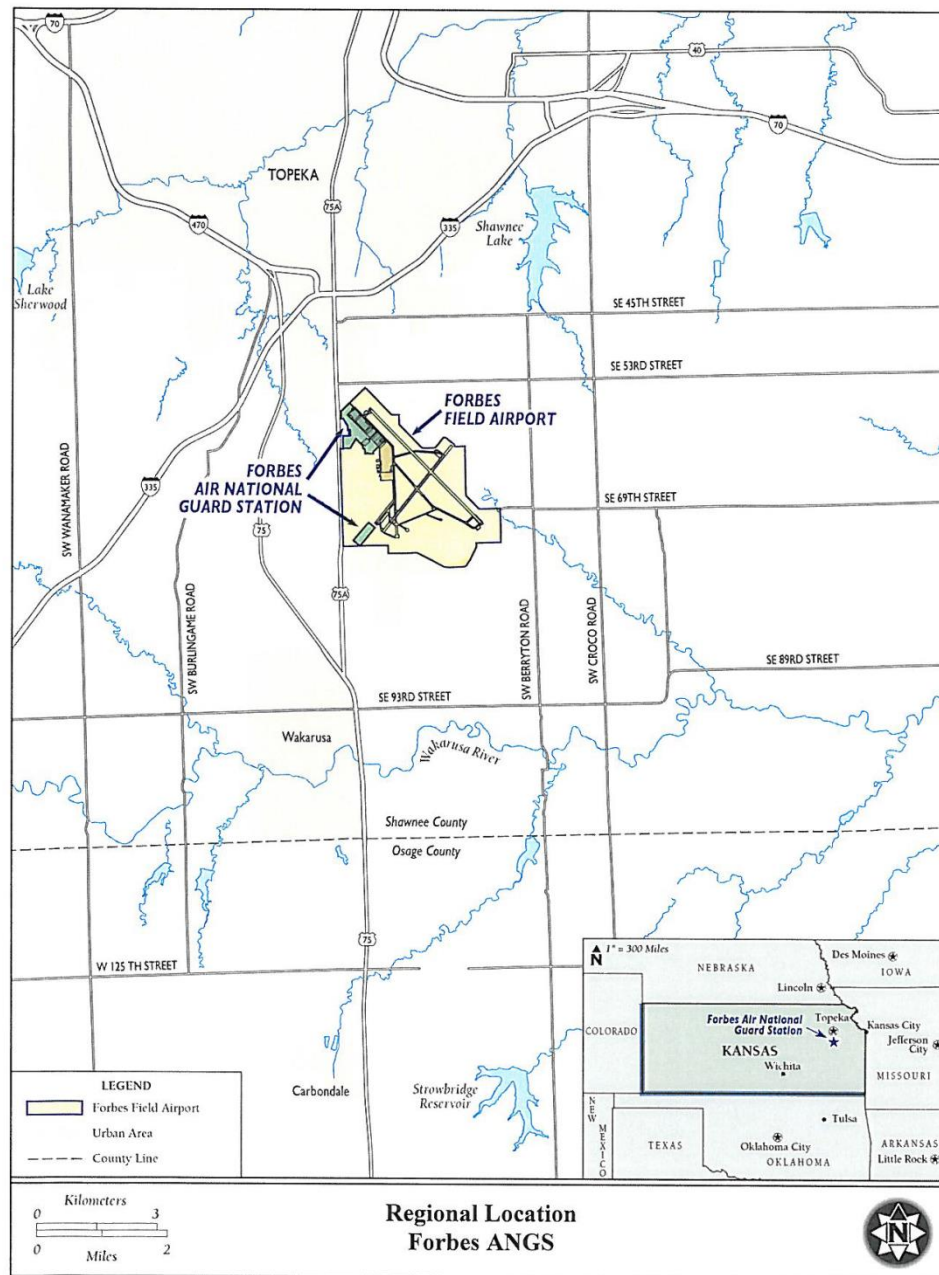 70
40
70
TOPEKA
75A
Shawnee
Lake
470
335
Lake
Sherwood
SE 45TH STREET
SE 53RD STREET
FORBES
FIELD AIRPORT
FORBES
AIR NATIONAL
GUARD STATION
SW WANAMAKER ROAD
335
75
SE 69TH STREET
75A
SW BURLINGAME ROAD
SW BERRYTON ROAD
SW CROCO ROAD
SE 89RD STREET
SE 93RD STREET
Wakarusa
Wakarusa River
Shawnee County
Osage County
75
W 125 TH STREET
Carbondale
Strowbridge
Reservoir
N
1" = 300 Miles
NEBRASKA
Des Moines
IOWA
Lincoln
COLORADO
Forbes Air National
Guard Station
Topeka
Kansas City
Jefferson
City
KANSAS
Wichita
MISSOURI
NEW
MEXICO
TEXAS
Tulsa
Oklahoma City
OKLAHOMA
ARKANSAS
Little Rock
LEGEND
Forbes Field Airport
Urban Area
County Line
Kilometers
0 3
0 2
Miles
Regional Location
Forbes ANGS
N